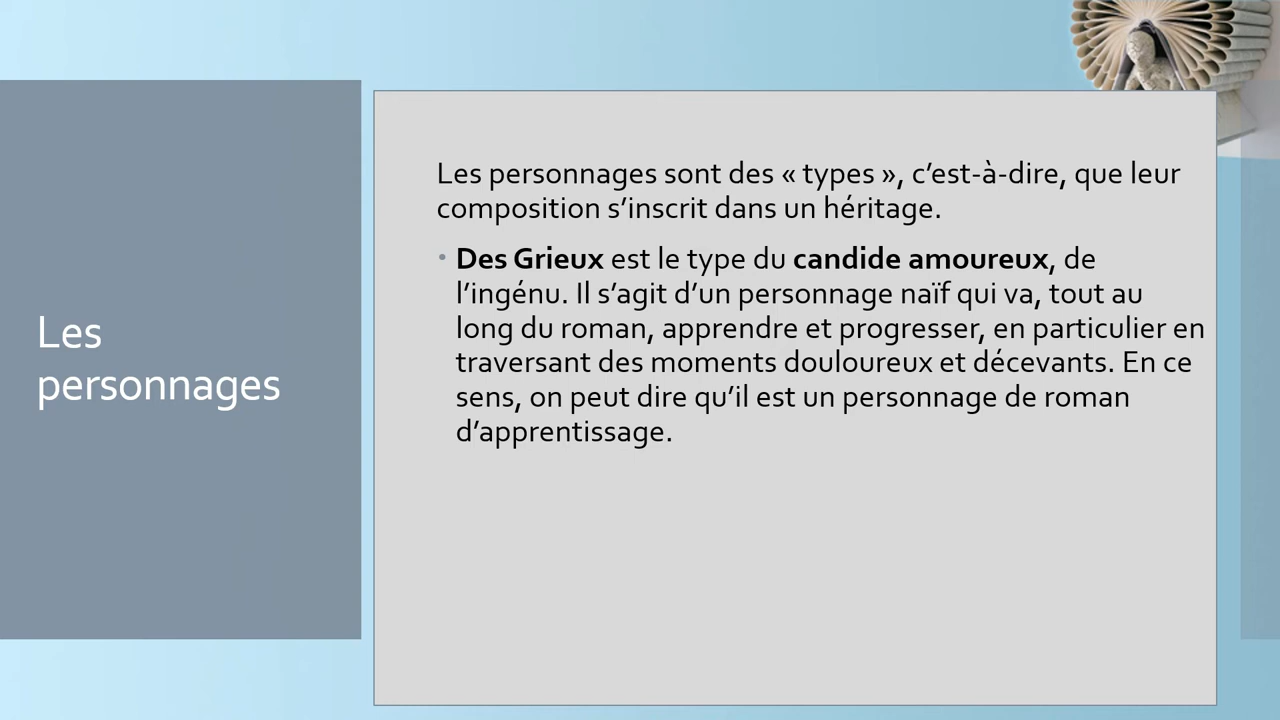 Les
personnages
Les personnages sont des « types », c’est-à-dire, que leur
composition s’inscrit dans un héritage.
• Des Grieux est le type du candide amoureux, de
l’ingénu. Il s’agit d’un personnage naïf qui va, tout au
long du roman, apprendre et progresser, en particulier en
traversant des moments douloureux et décevants. En ce
sens, on peut dire qu’il est un personnage de roman
d’apprentissage.